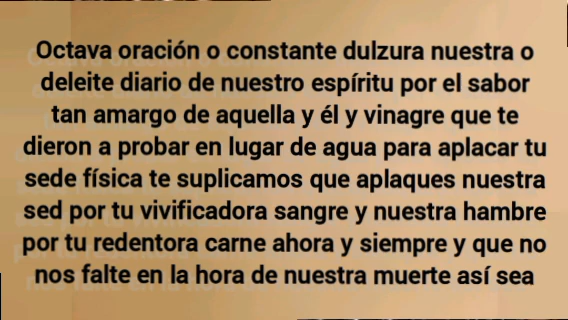 Octava oración o constante dulzura nuestra o
deleite diario de nuestro espíritu por el sabor
tan amargo de aquella y él y vinagre que te
dieron a probar en lugar de agua para aplacar tu
sede física te suplicamos que aplaques nuestra
sed por tu vivificadora sangre y nuestra hambre
por tu redentora carne ahora y siempre y que no
nos falte en la hora de nuestra muerte así sea